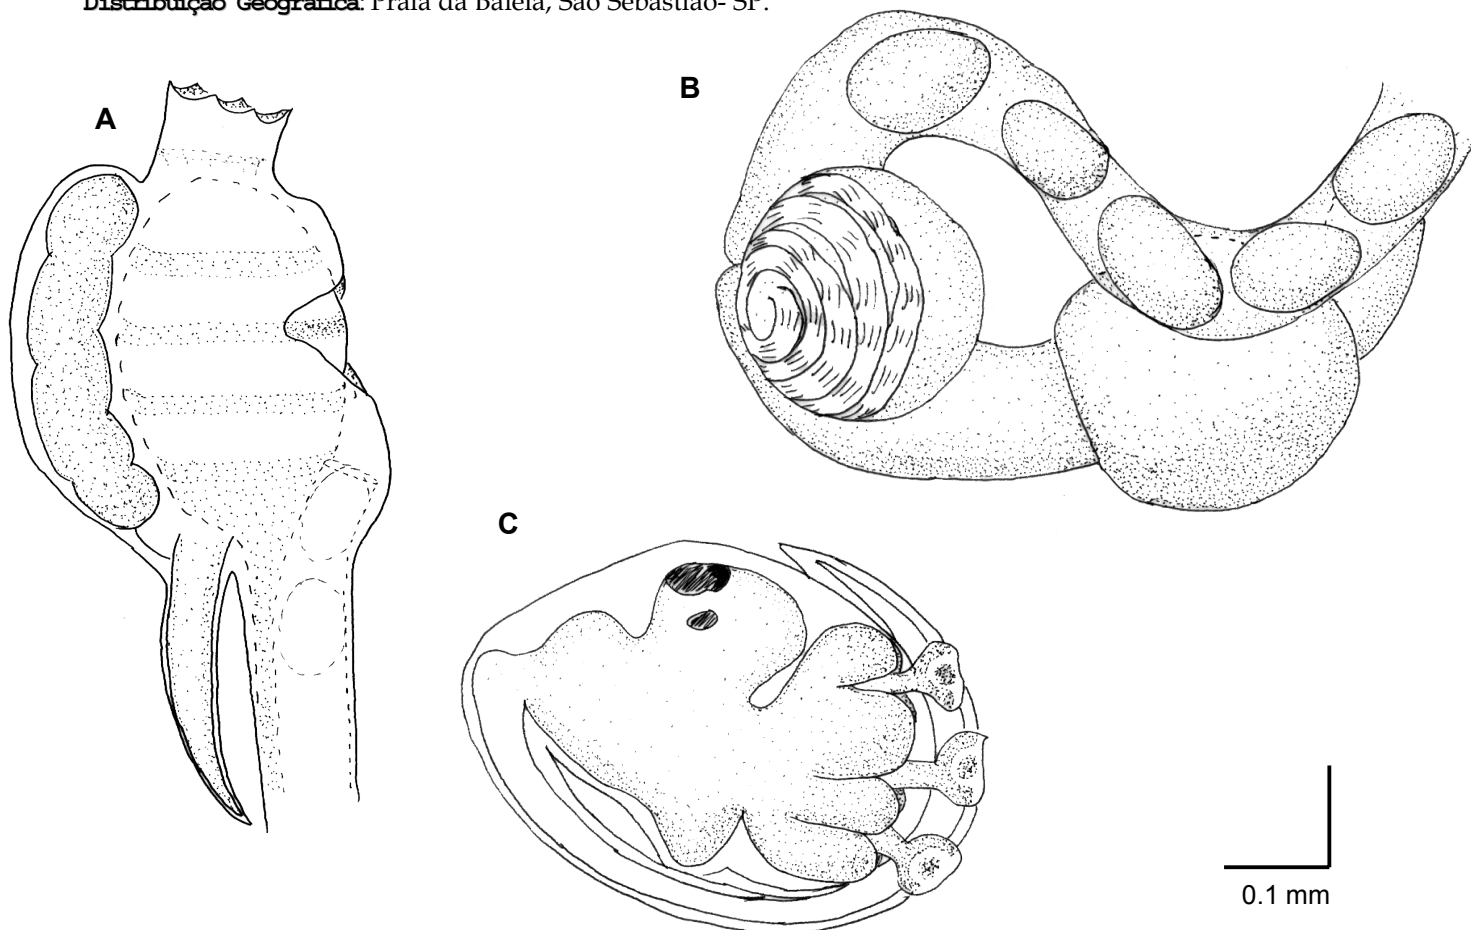 Distribuição Geográfica: Praia da Baleia, São Sebastião- SP.
A
B
C
0.1 mm